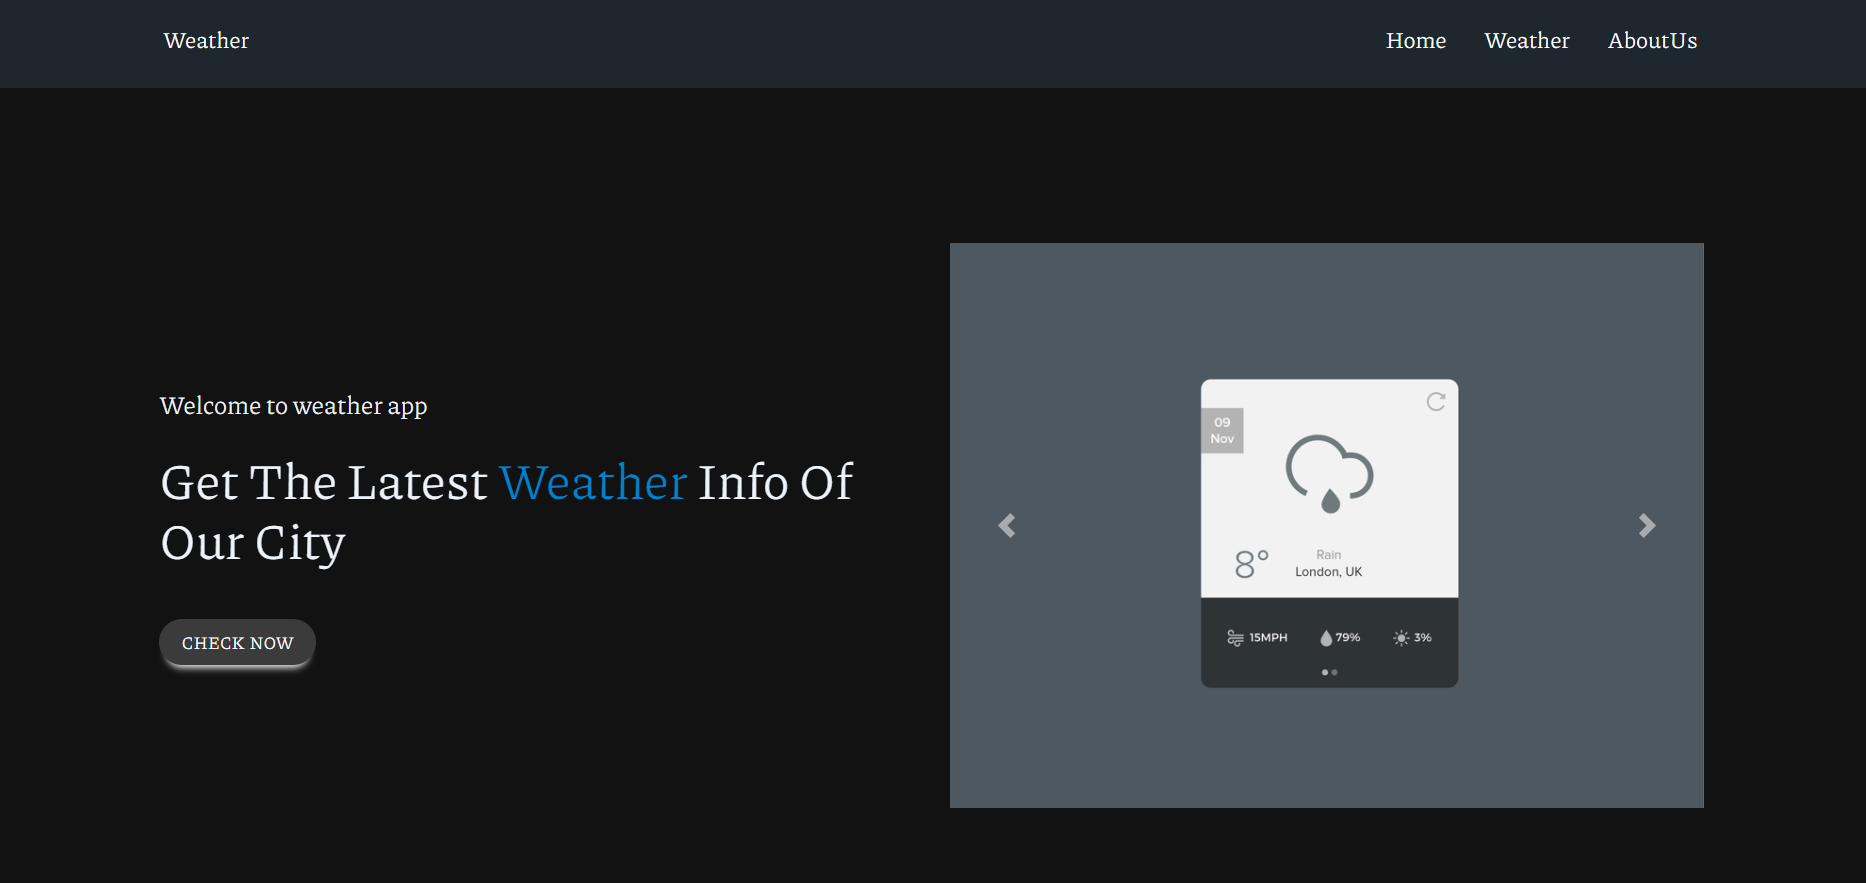 Weather
Home Weather AboutUs
Welcome to weather app
Get The Latest Weather Info Of
Our City
CHECK NOW
09
Nov
8°
Rain
London, UK
15MPH 79% 3%